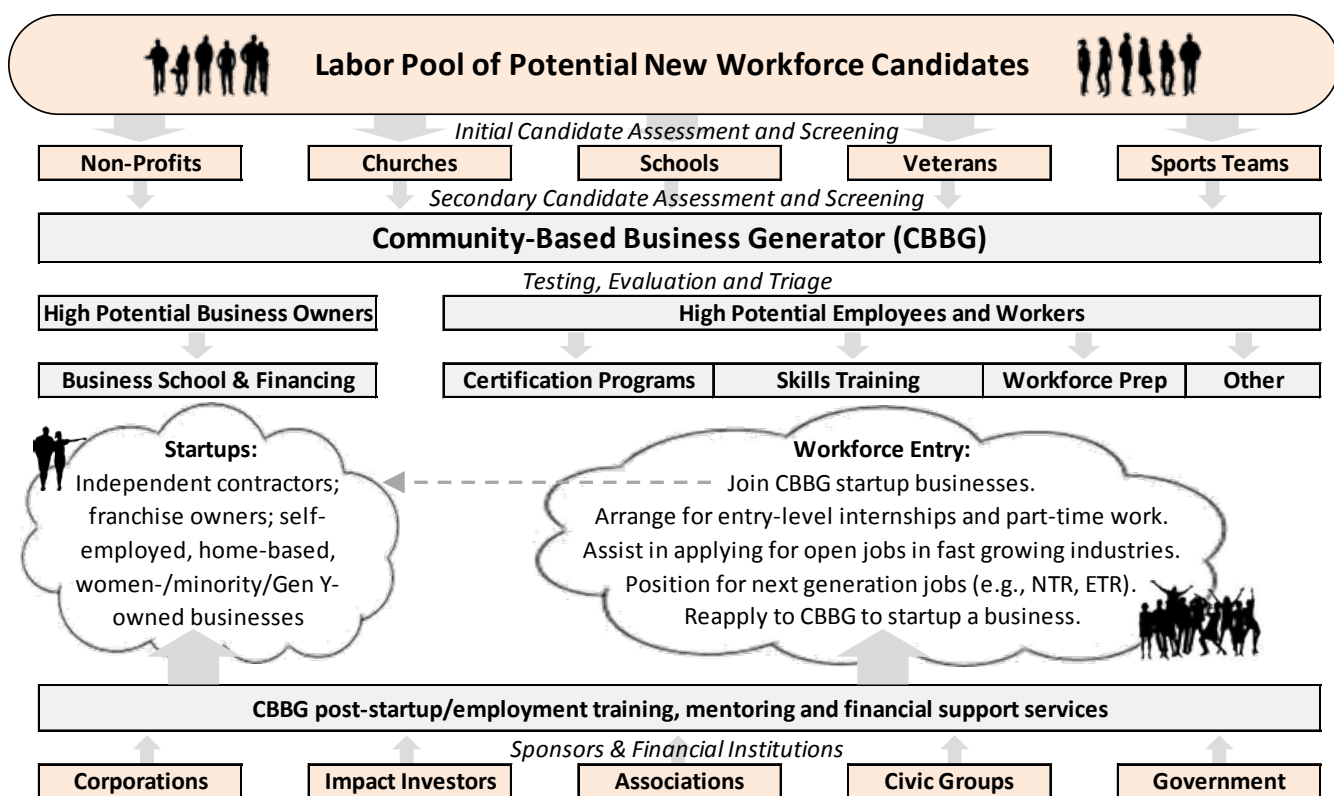 Labor Pool of Potential New Workforce Candidates
Initial Candidate Assessment and Screening
Non-Profits
Churches
Schools
Veterans
Sports Teams
Secondary Candidate Assessment and Screening
Community-Based Business Generator (CBBG)
Testing, Evaluation and Triage
High Potential Business Owners
High Potential Employees and Workers
Business School & Financing
Certification Programs
Skills Training
Workforce Prep
Other
Startups:
Independent contractors;
franchise owners; self-
employed, home-based,
women-/minority/Gen Y-
owned businesses
Workforce Entry:
Join CBBG startup businesses.
Arrange for entry-level internships and part-time work.
Assist in applying for open jobs in fast growing industries.
Position for next generation jobs (e.g., NTR, ETR).
Reapply to CBBG to startup a business.
CBBG post-startup/employment training, mentoring and financial support services
Sponsors & Financial Institutions
Corporations
Impact Investors
Associations
Civic Groups
Government